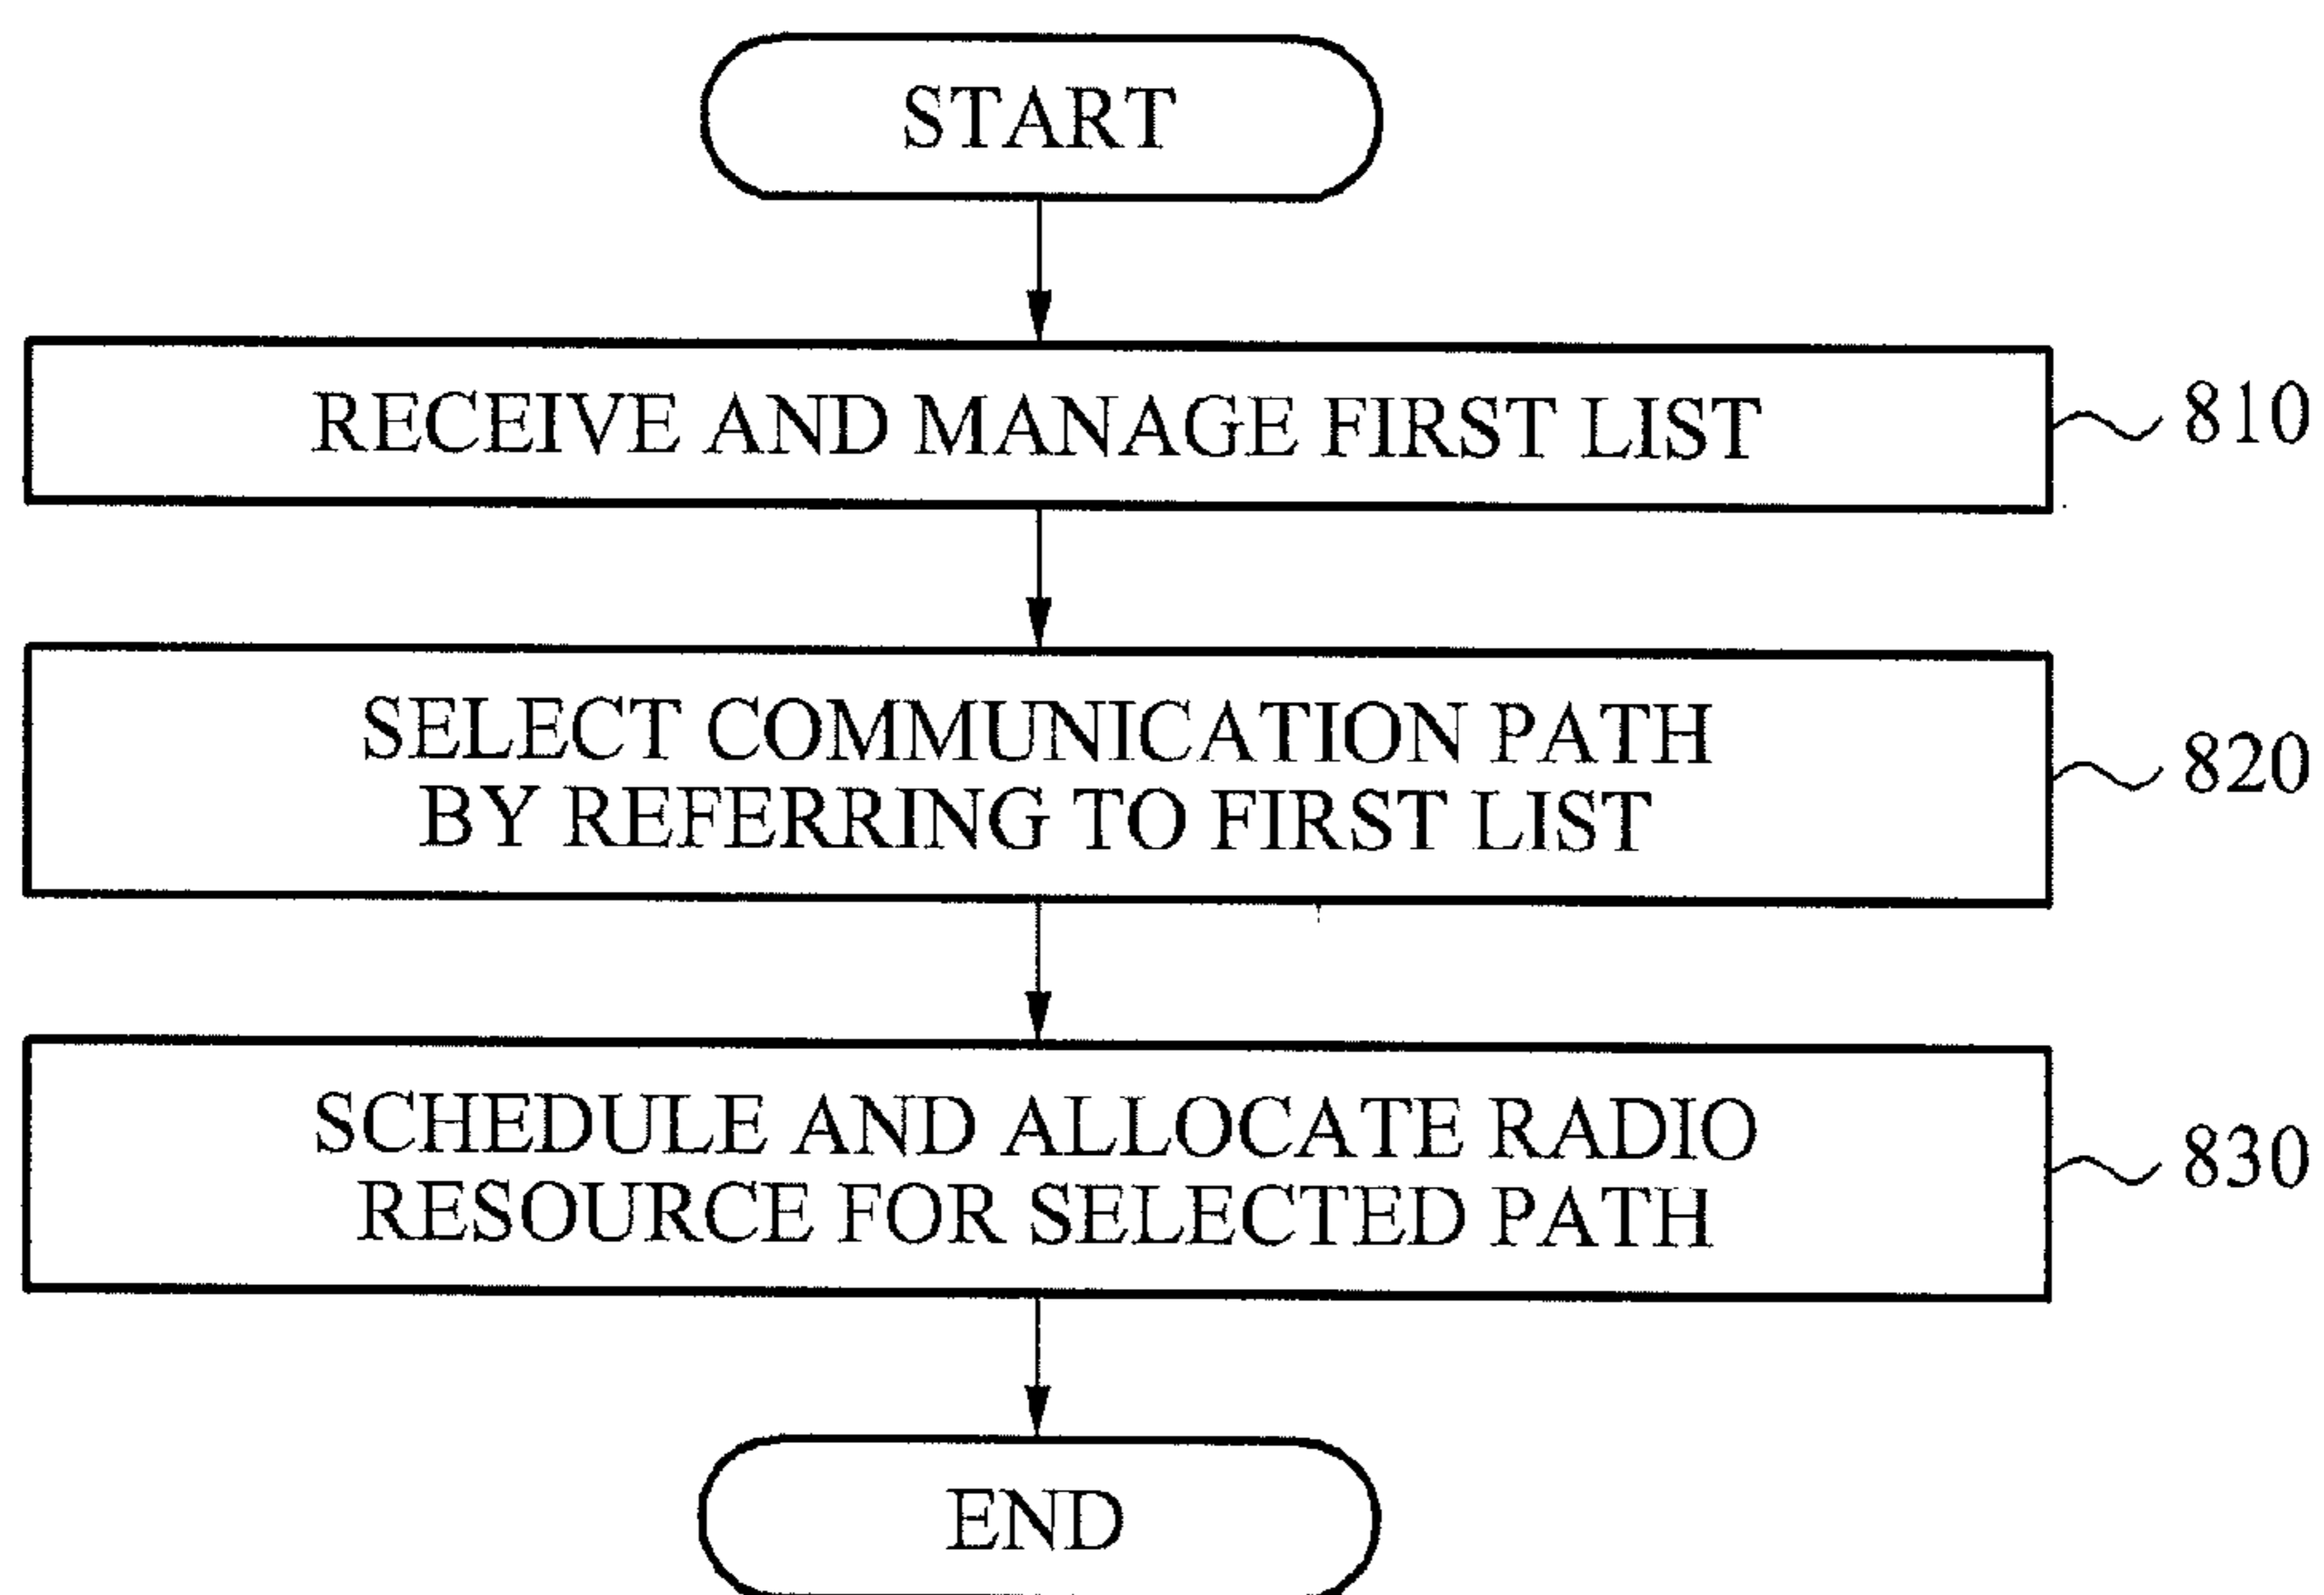 START
RECEIVE AND MANAGE FIRST LIST
810
SELECT COMMUNICATION PATH
BY REFERRING TO FIRST LIST
820
SCHEDULE AND ALLOCATE RADIO
RESOURCE FOR SELECTED PATH
830
END